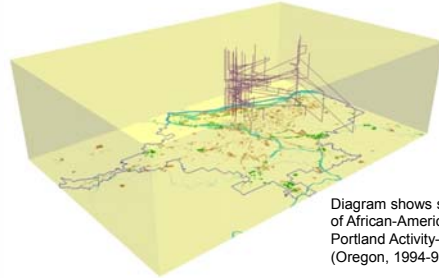 Diagram shows s
of African-Americ
Portland Activity-
(Oregon, 1994-9